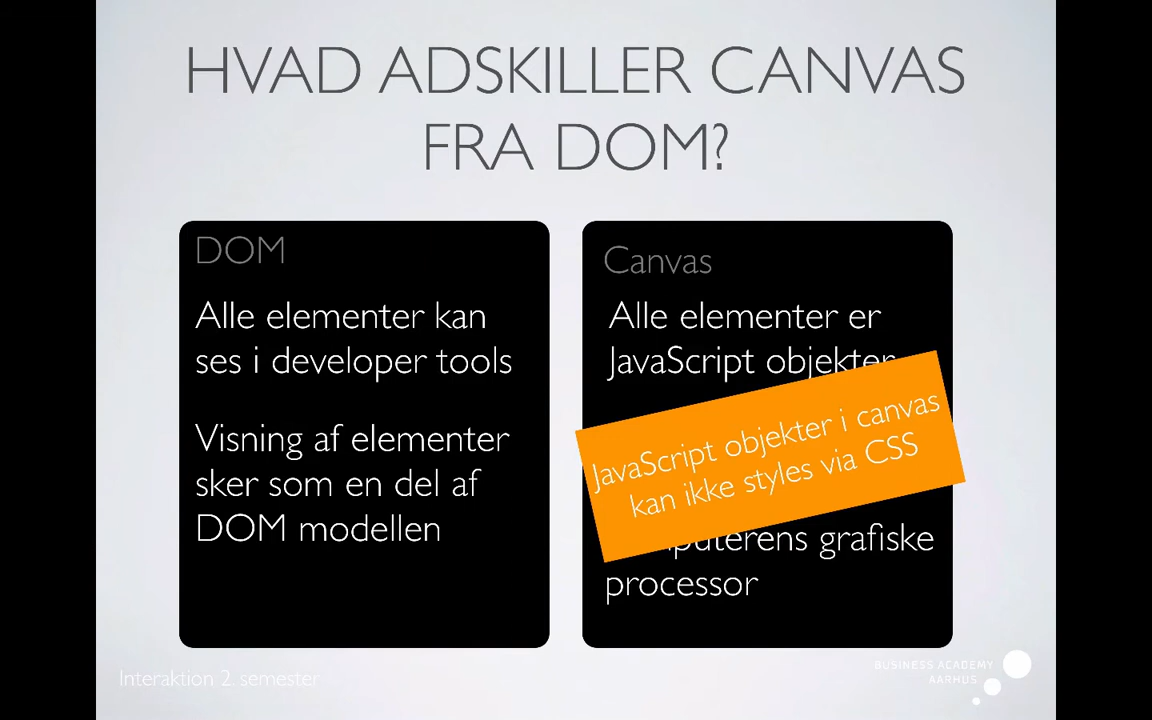 HVAD ADSKILLER CANVAS
FRA DOM?
DOM
Alle elementer kan
ses i developer tools
Visning af elementer
sker som en del af
DOM modellen
Canvas
Alle elementer er
JavaScript objekter
JavaScript objekter i canvas
kan ikke styles via CSS
grafiske
processor
Interaktion 2. semester
BUSINESS ACADEMY
AARHUS